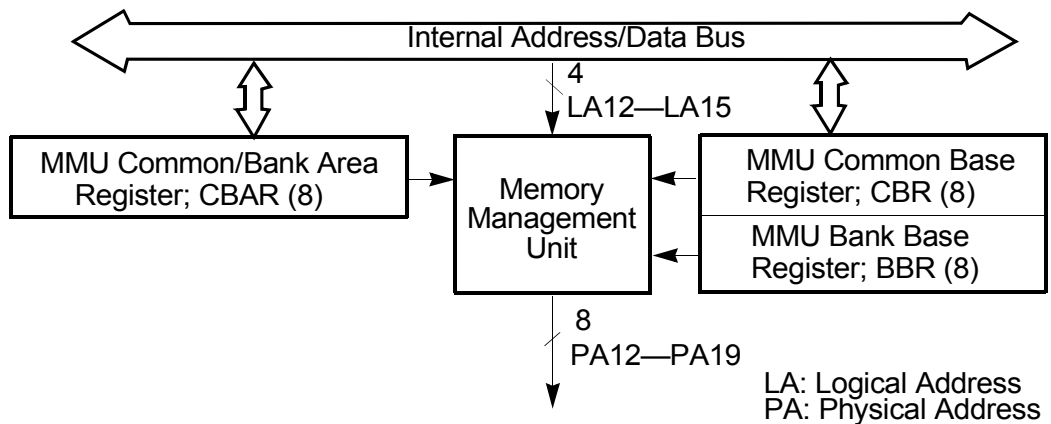 Internal Address/Data Bus
4
LA12—LA15
MMU Common/Bank Area
Register; CBAR (8)
Memory
Management
Unit
MMU Common Base
Register; CBR (8)
MMU Bank Base
Register; BBR (8)
8
PA12—PA19
LA: Logical Address
PA: Physical Address